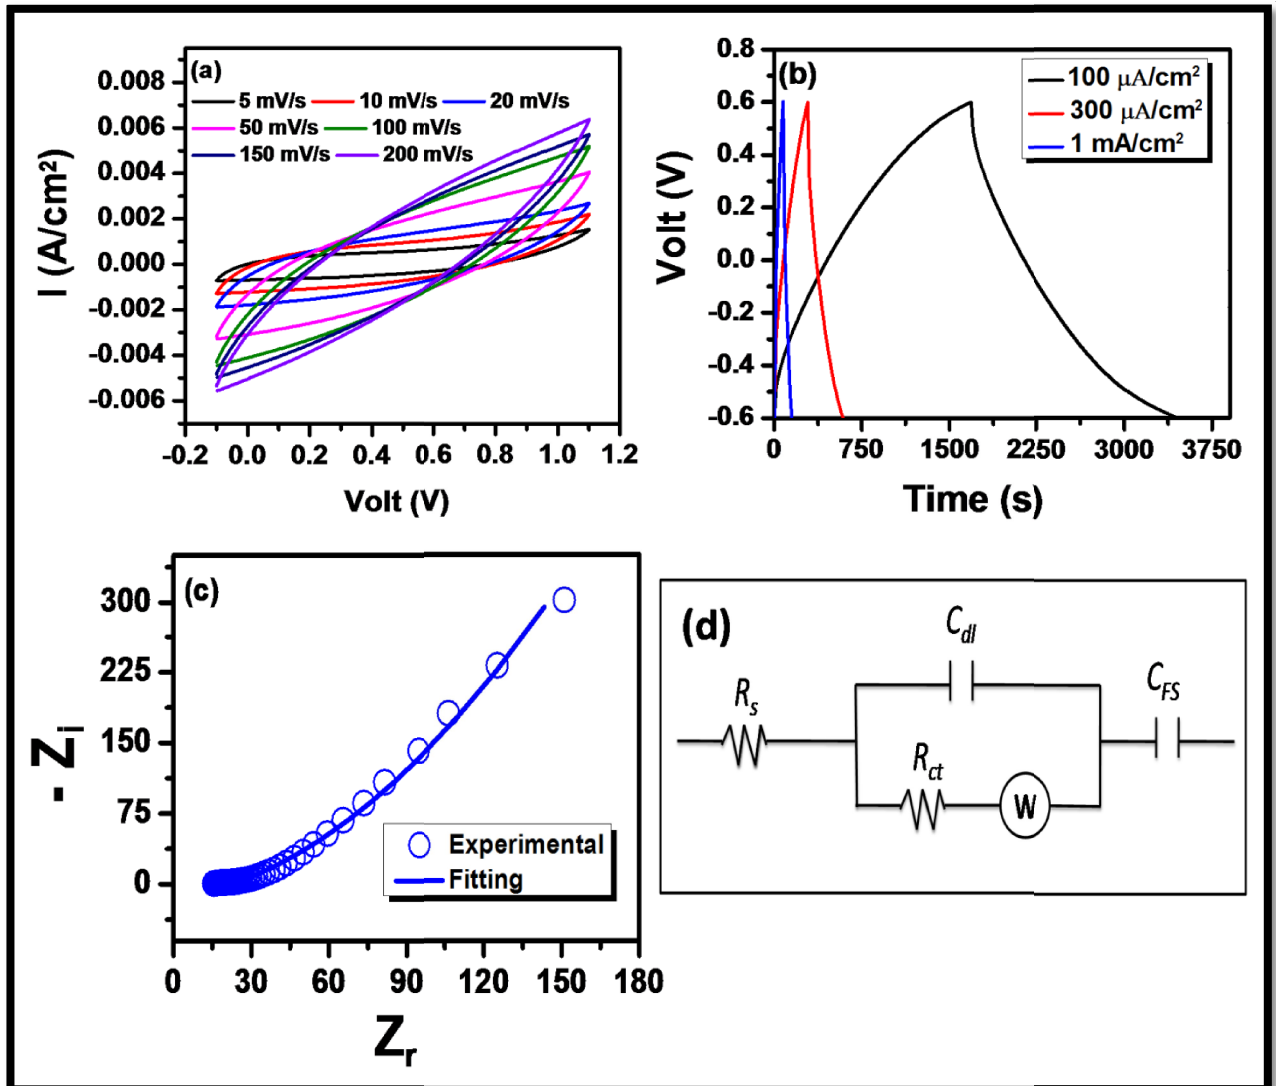 (a)
5 mV/s 10 mV/s 20 mV/s
50 mV/s 100 mV/s
150 mV/s 200 mV/s
I (A/cm²)
0.008
0.006
0.004
0.002
0.000
-0.002
-0.004
-0.006
-0.2 0.0 0.2 0.4 0.6 0.8 1.0 1.2
Volt (V)
(b)
100 μA/cm²
300 μA/cm²
1 mA/cm²
Volt (V)
0.8
0.6
0.4
0.2
0.0
-0.2
-0.4
-0.6
0 750 1500 2250 3000 3750
Time (s)
(c)
- Zi
300
225
150
75
0
Experimental
Fitting
0 30 60 90 120 150 180
Zr
(d)
Cdl
Rs
CFS
Rct
W